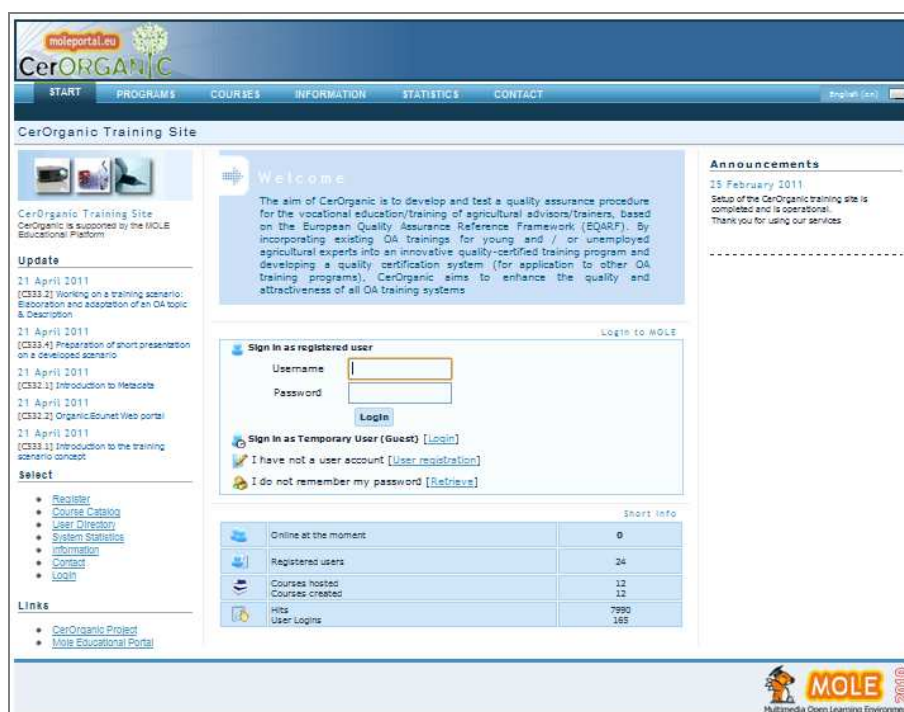 moleportal.eu
CerORGANIC
START PROGRAMS COURSES INFORMATION STATISTICS CONTACT English (en)
CerOrganic Training Site
CerOrganic Training Site
CerOrganic is supported by the MOLE
Educational Platform
Update
21 April 2011
[CS33.2] Working on a training scenario:
Elaboration and adaptation of an OA topic
& Description
21 April 2011
[CS33.4] Preparation of short presentation
on a developed scenario
21 April 2011
[CS32.1] Introduction to Metadata
21 April 2011
[CS32.2] Organic.Edunet Web portal
21 April 2011
[CS33.1] Introduction to the training
scenario concept
Select
Register
Course Catalog
User Directory
System Statistics
Information
Contact
Login
Links
CerOrganic Project
Mole Educational Portal
Welcome
The aim of CerOrganic is to develop and test a quality assurance procedure
for the vocational education/training of agricultural advisors/trainers, based
on the European Quality Assurance Reference Framework (EQARF). By
incorporating existing OA trainings for young and / or unemployed
agricultural experts into an innovative quality-certified training program and
developing a quality certification system (for application to other OA
training programs), CerOrganic aims to enhance the quality and
attractiveness of all OA training systems
Login to MOLE
Sign in as registered user
Username
Password
Login
Sign in as Temporary User (Guest) [Login]
I have not a user account [User registration]
I do not remember my password [Retrieve]
Short info
Online at the moment 0
Registered users 24
Courses hosted 12
Courses created 12
Hits 7990
User Logins 165
Announcements
25 February 2011
Setup of the CerOrganic training site is
completed and is operational.
Thank you for using our services
MOLE 2010
Multimedia Open Learning Environment